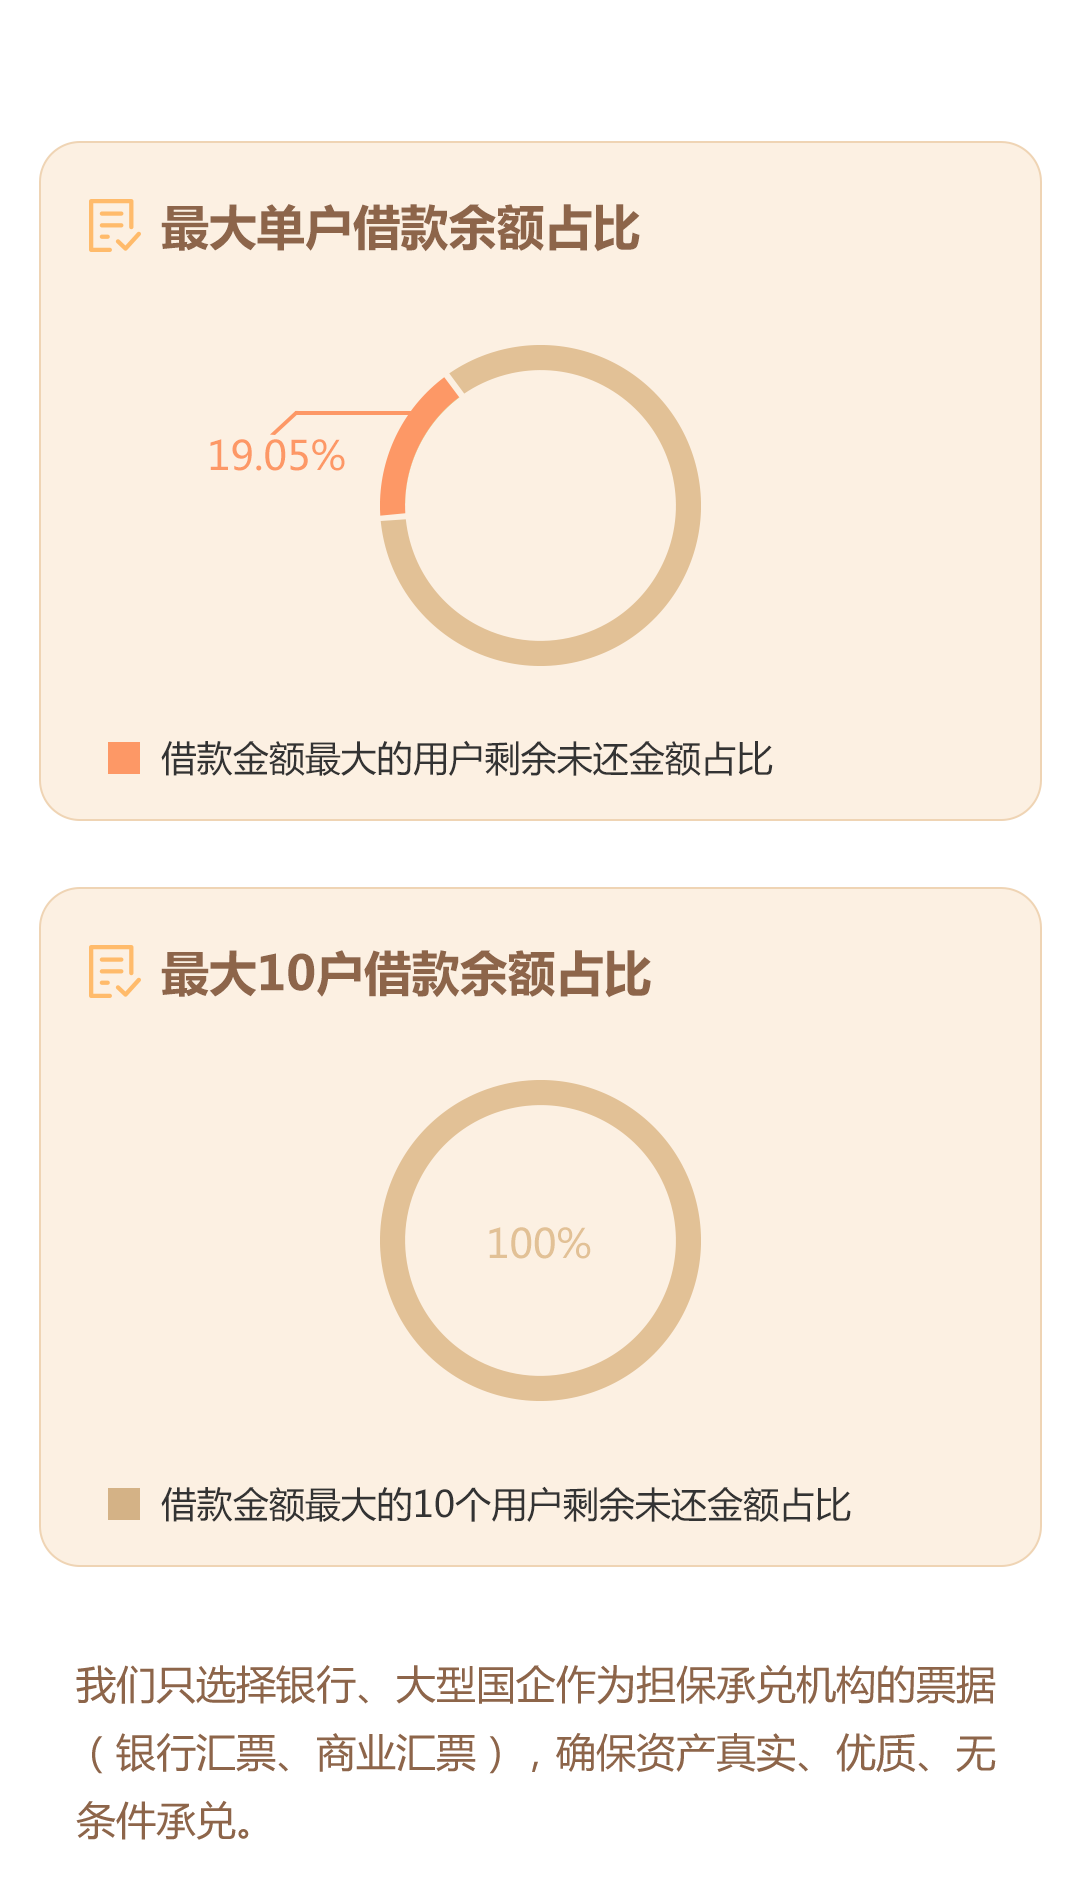 最大单户借款余额占比
19.05%
借款金额最大的用户剩余未还金额占比
最大10户借款余额占比
100%
借款金额最大的10个用户剩余未还金额占比
我们只选择银行、大型国企作为担保承兑机构的票据
（银行汇票、商业汇票），确保资产真实、优质、无
条件承兑。